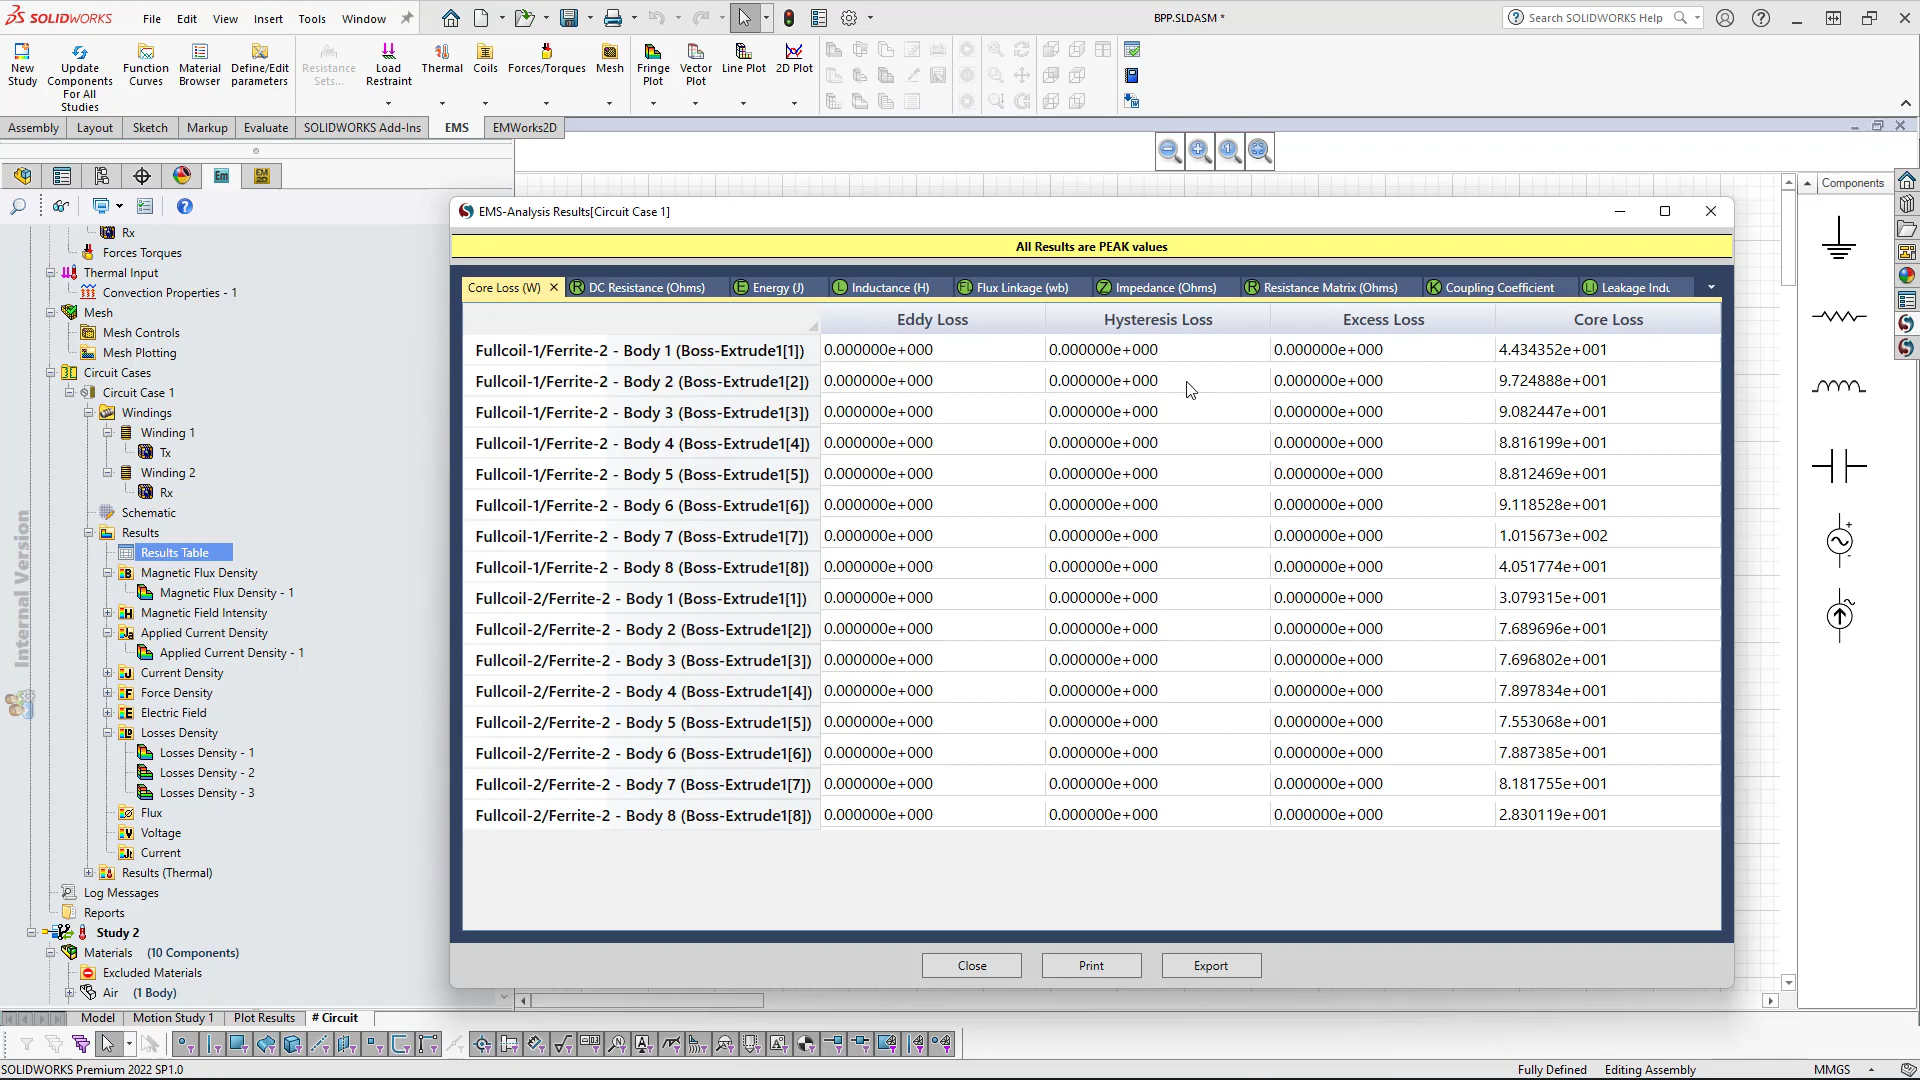 SOLIDWORKS
File Edit View Insert Tools Window
BPP.SLDASM *
Search SOLIDWORKS Help
New Study
Update Components For All Studies
Function Curves
Material Browser
Define/Edit parameters
Resistance Sets...
Load Restraint
Thermal
Coils
Forces/Torques
Mesh
Fringe Plot
Vector Plot
Line Plot
2D Plot
Assembly Layout Sketch Markup Evaluate SOLIDWORKS Add-Ins EMS EMWorks2D
Rx
Forces Torques
Thermal Input
Convection Properties - 1
Mesh
Mesh Controls
Mesh Plotting
Circuit Cases
Circuit Case 1
Windings
Winding 1
Tx
Winding 2
Rx
Schematic
Results
Results Table
Magnetic Flux Density
Magnetic Flux Density - 1
Magnetic Field Intensity
Applied Current Density
Applied Current Density - 1
Current Density
Force Density
Electric Field
Losses Density
Losses Density - 1
Losses Density - 2
Losses Density - 3
Flux
Voltage
Current
Results (Thermal)
Log Messages
Reports
Study 2
Materials (10 Components)
Excluded Materials
Air (1 Body)
Internal Version
EMS-Analysis Results[Circuit Case 1]
All Results are PEAK values
Core Loss (W) DC Resistance (Ohms) Energy (J) Inductance (H) Flux Linkage (wb) Impedance (Ohms) Resistance Matrix (Ohms) Coupling Coefficient Leakage Indu
Eddy Loss Hysteresis Loss Excess Loss Core Loss
Fullcoil-1/Ferrite-2 - Body 1 (Boss-Extrude1[1]) 0.000000e+000 0.000000e+000 0.000000e+000 4.434352e+001
Fullcoil-1/Ferrite-2 - Body 2 (Boss-Extrude1[2]) 0.000000e+000 0.000000e+000 0.000000e+000 9.724888e+001
Fullcoil-1/Ferrite-2 - Body 3 (Boss-Extrude1[3]) 0.000000e+000 0.000000e+000 0.000000e+000 9.082447e+001
Fullcoil-1/Ferrite-2 - Body 4 (Boss-Extrude1[4]) 0.000000e+000 0.000000e+000 0.000000e+000 8.816199e+001
Fullcoil-1/Ferrite-2 - Body 5 (Boss-Extrude1[5]) 0.000000e+000 0.000000e+000 0.000000e+000 8.812469e+001
Fullcoil-1/Ferrite-2 - Body 6 (Boss-Extrude1[6]) 0.000000e+000 0.000000e+000 0.000000e+000 9.118528e+001
Fullcoil-1/Ferrite-2 - Body 7 (Boss-Extrude1[7]) 0.000000e+000 0.000000e+000 0.000000e+000 1.015673e+002
Fullcoil-1/Ferrite-2 - Body 8 (Boss-Extrude1[8]) 0.000000e+000 0.000000e+000 0.000000e+000 4.051774e+001
Fullcoil-2/Ferrite-2 - Body 1 (Boss-Extrude1[1]) 0.000000e+000 0.000000e+000 0.000000e+000 3.079315e+001
Fullcoil-2/Ferrite-2 - Body 2 (Boss-Extrude1[2]) 0.000000e+000 0.000000e+000 0.000000e+000 7.689696e+001
Fullcoil-2/Ferrite-2 - Body 3 (Boss-Extrude1[3]) 0.000000e+000 0.000000e+000 0.000000e+000 7.696802e+001
Fullcoil-2/Ferrite-2 - Body 4 (Boss-Extrude1[4]) 0.000000e+000 0.000000e+000 0.000000e+000 7.897834e+001
Fullcoil-2/Ferrite-2 - Body 5 (Boss-Extrude1[5]) 0.000000e+000 0.000000e+000 0.000000e+000 7.553068e+001
Fullcoil-2/Ferrite-2 - Body 6 (Boss-Extrude1[6]) 0.000000e+000 0.000000e+000 0.000000e+000 7.887385e+001
Fullcoil-2/Ferrite-2 - Body 7 (Boss-Extrude1[7]) 0.000000e+000 0.000000e+000 0.000000e+000 8.181755e+001
Fullcoil-2/Ferrite-2 - Body 8 (Boss-Extrude1[8]) 0.000000e+000 0.000000e+000 0.000000e+000 2.830119e+001
Close Print Export
Components
Model Motion Study 1 Plot Results # Circuit
SOLIDWORKS Premium 2022 SP1.0
Fully Defined Editing Assembly MMGS